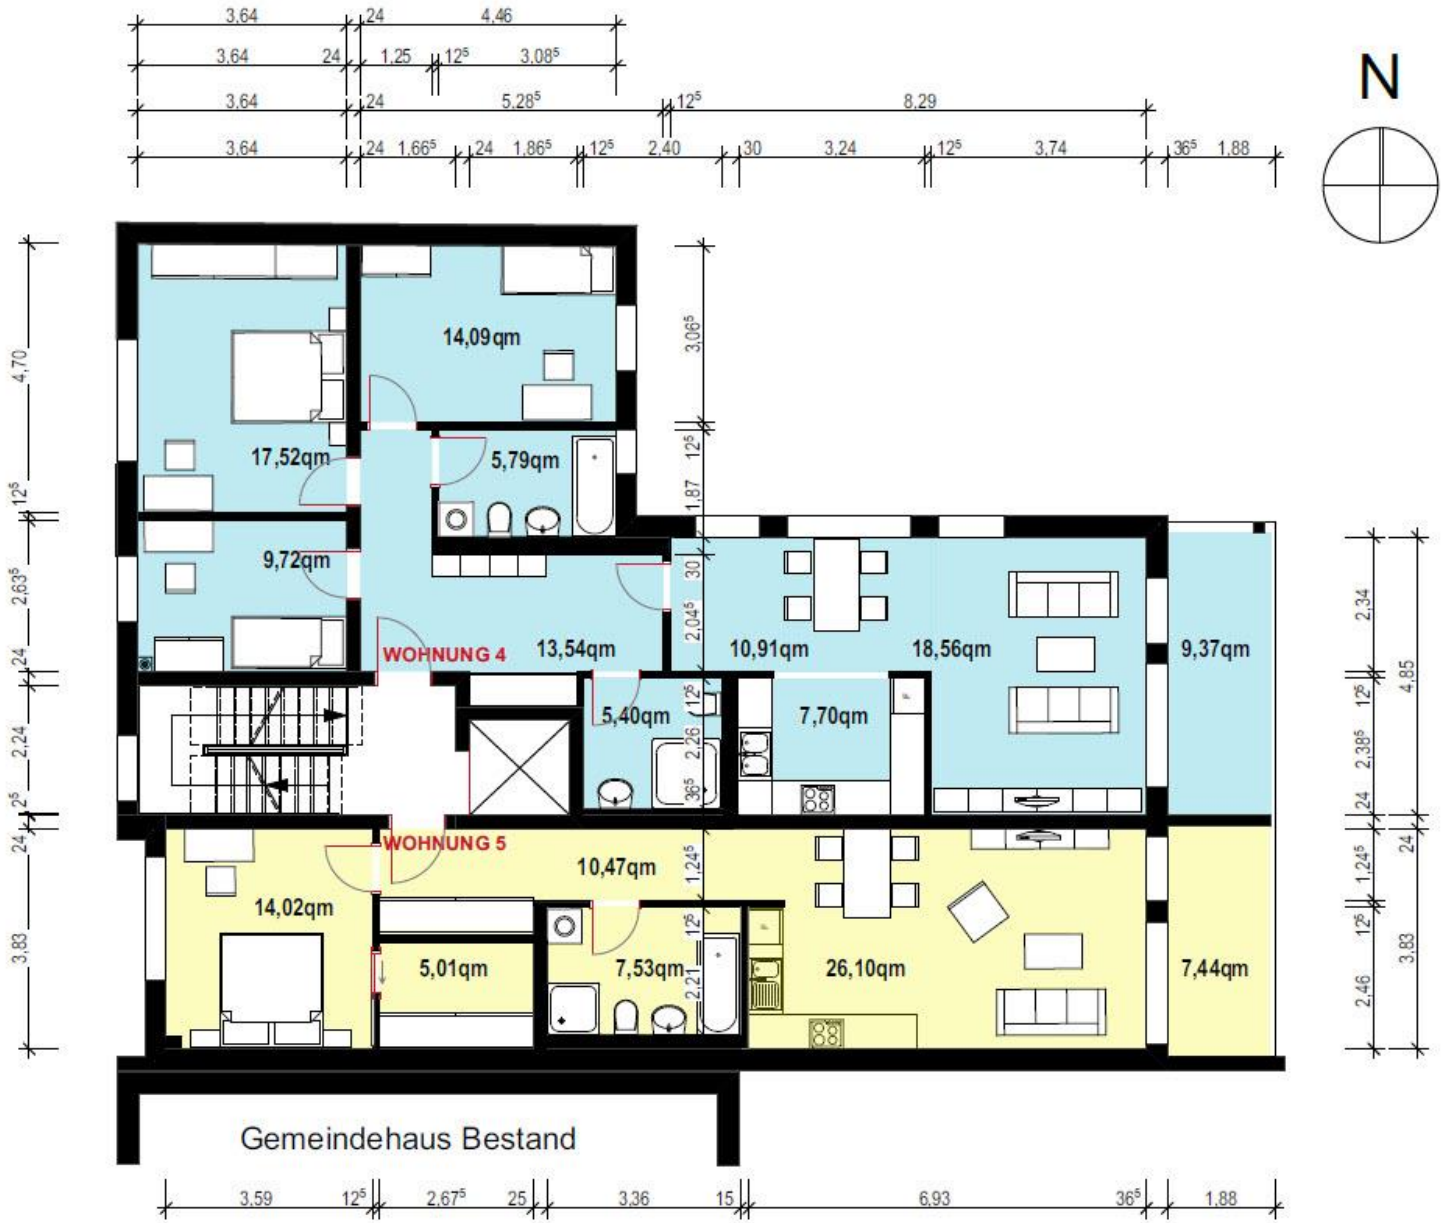 3,64 24 4,46
3,64 24 1,25 12⁵ 3,08⁵
3,64 24 5,28⁵ 12⁵ 8,29
3,64 24 1,66⁵ 24 1,86⁵ 12⁵ 2,40 30 3,24 12⁵ 3,74 36⁵ 1,88
N
4,70
12⁵
2,63⁵
24
2,24
25
24
3,83
3,06⁵
12⁵
1,87
30
2,04⁵
12⁵
2,26
36⁵
1,24⁵
12⁵
2,21
14,09qm
17,52qm
5,79qm
9,72qm
WOHNUNG 4
13,54qm
10,91qm
18,56qm
9,37qm
5,40qm
7,70qm
F
WOHNUNG 5
10,47qm
14,02qm
5,01qm
7,53qm
F
26,10qm
7,44qm
2,34
12⁵
2,38⁵
24
1,24⁵
12⁵
2,46
4,85
24
3,83
Gemeindehaus Bestand
3,59 12⁵ 2,67⁵ 25 3,36 15 6,93 36⁵ 1,88